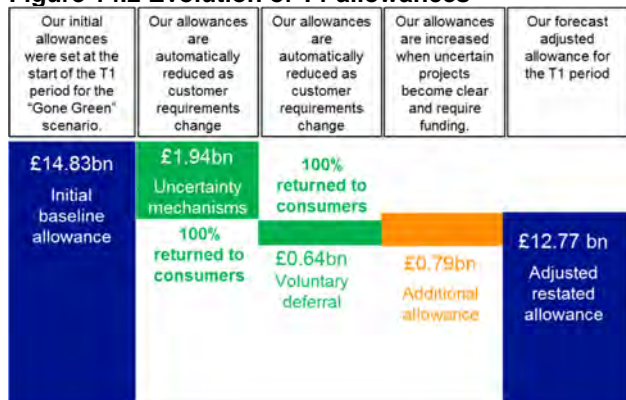 Figure 14.2 Evolution of T1 allowances
Our initial
allowances
were set at the
start of the T1
period for the
"Gone Green"
scenario.
Our allowances
are
automatically
reduced as
customer
requirements
change
Our allowances
are
automatically
reduced as
customer
requirements
change
Our allowances
are increased
when uncertain
projects
become clear
and require
funding.
Our forecast
adjusted
allowance for
the T1 period
£14.83bn
Initial
baseline
allowance
£1.94bn
Uncertainty
mechanisms
100%
returned to
consumers
100%
returned to
consumers
£0.64bn
Voluntary
deferral
£0.79bn
Additional
allowance
£12.77 bn
Adjusted
restated
allowance